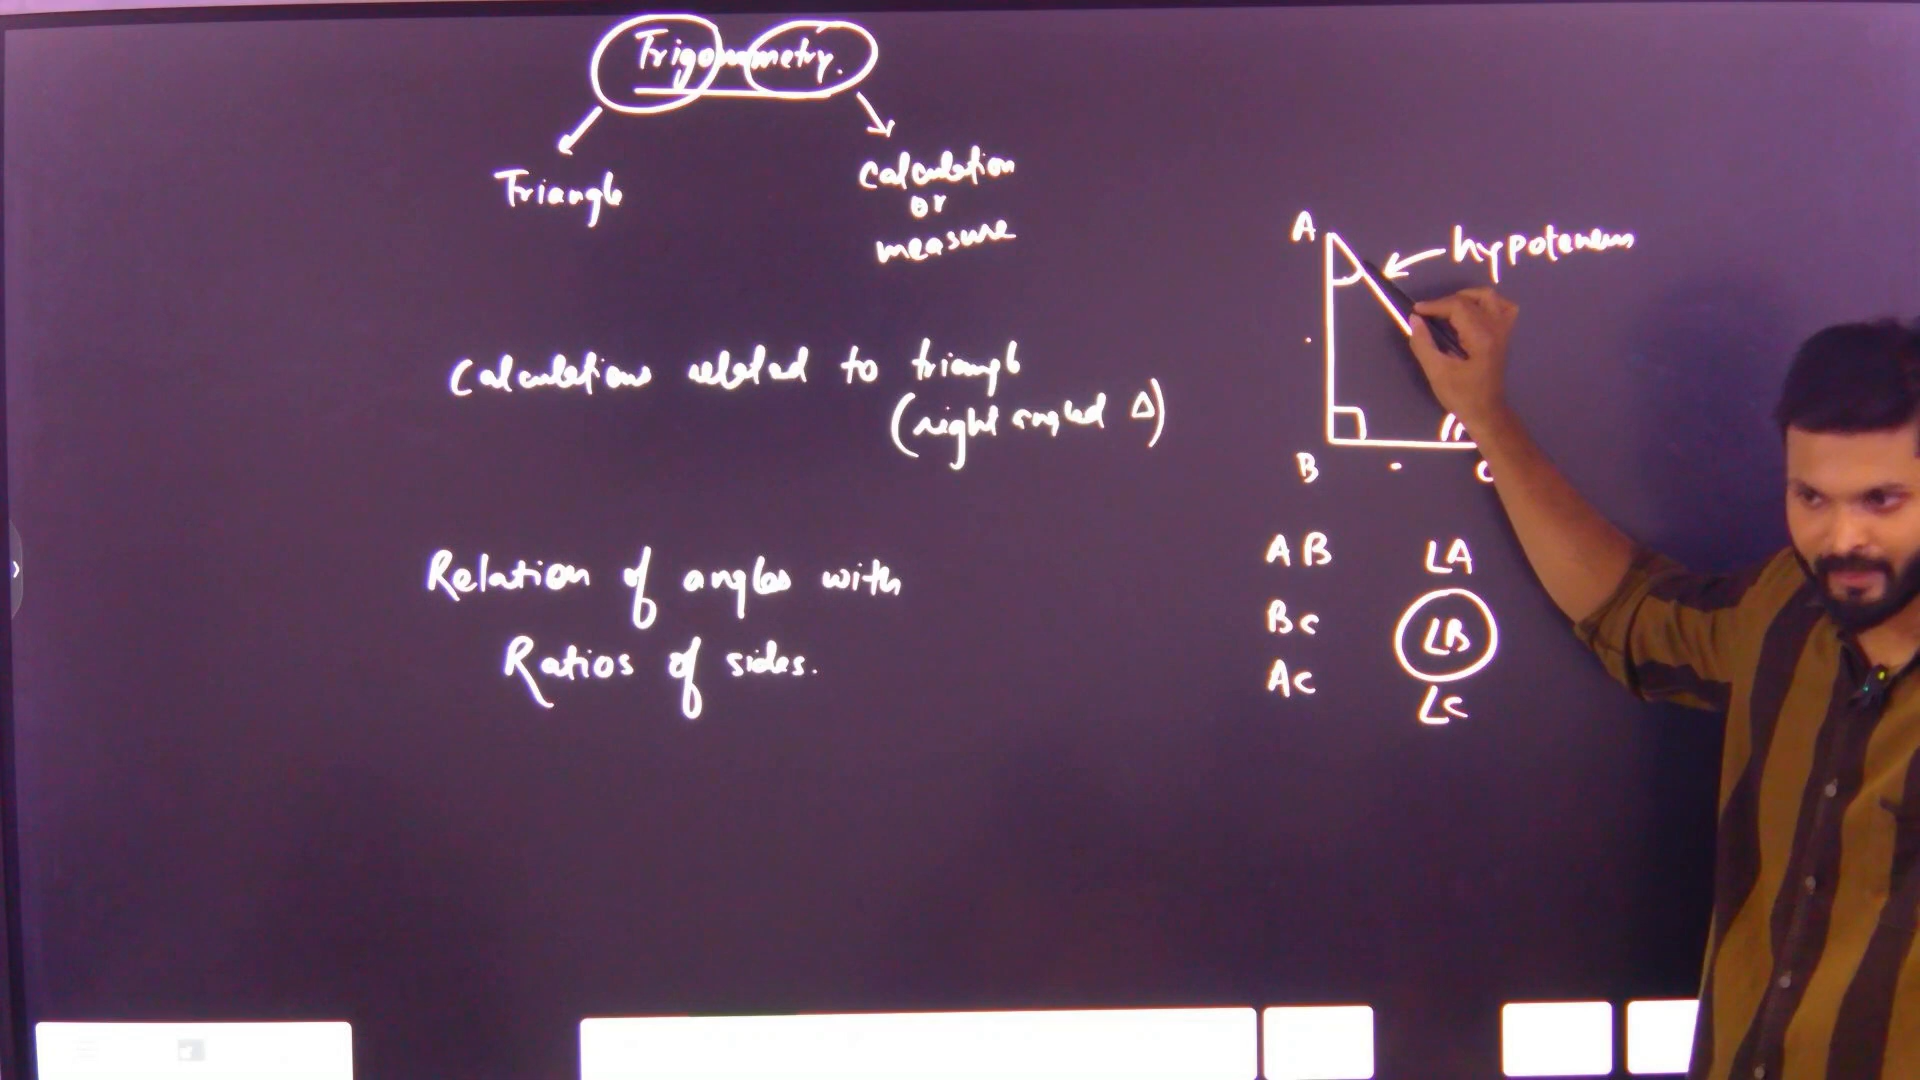 Trigonometry.
Triangle
Calculation
or
measure
Calculations related to triangle
(right angled Δ)
Relation of angles with
Ratios of sides.
A
hypotenuse
B
C
AB ∠A
BC ∠B
AC ∠C